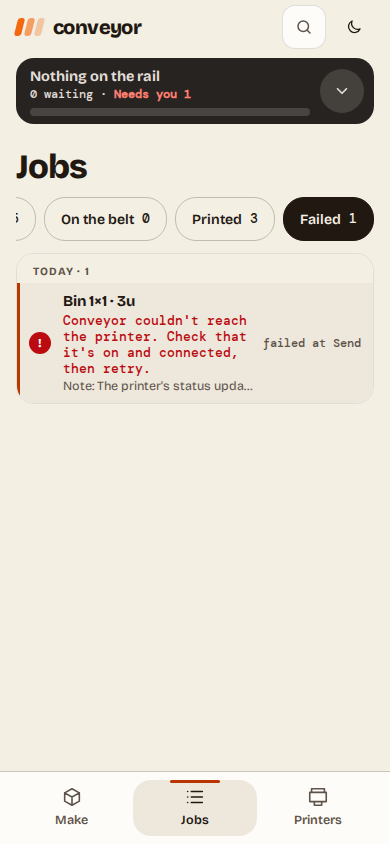 conveyor
Nothing on the rail
0 waiting · Needs you 1
Jobs
On the belt 0
Printed 3
Failed 1
TODAY · 1
Bin 1×1 · 3u
Conveyor couldn't reach
the printer. Check that
it's on and connected,
then retry.
failed at Send
Note: The printer's status upda...
Make
Jobs
Printers